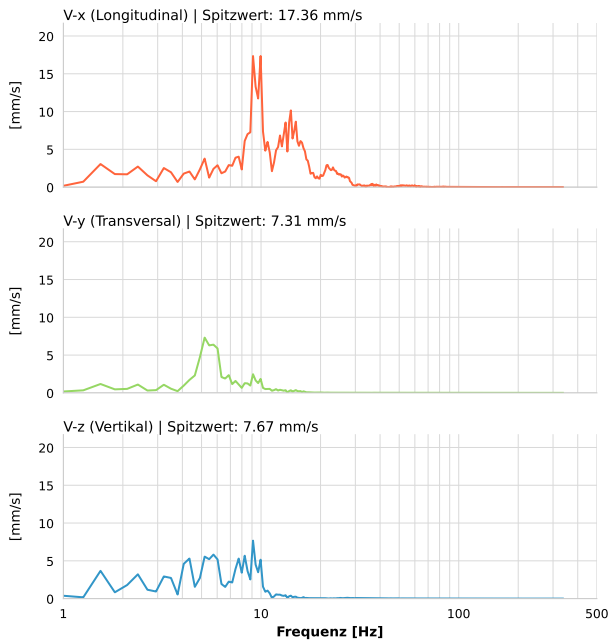 V-x (Longitudinal) | Spitzwert: 17.36 mm/s
20
15
10
5
0
[mm/s]
V-y (Transversal) | Spitzwert: 7.31 mm/s
20
15
10
5
0
[mm/s]
V-z (Vertikal) | Spitzwert: 7.67 mm/s
20
15
10
5
0
[mm/s]
1 10 100 500
Frequenz [Hz]